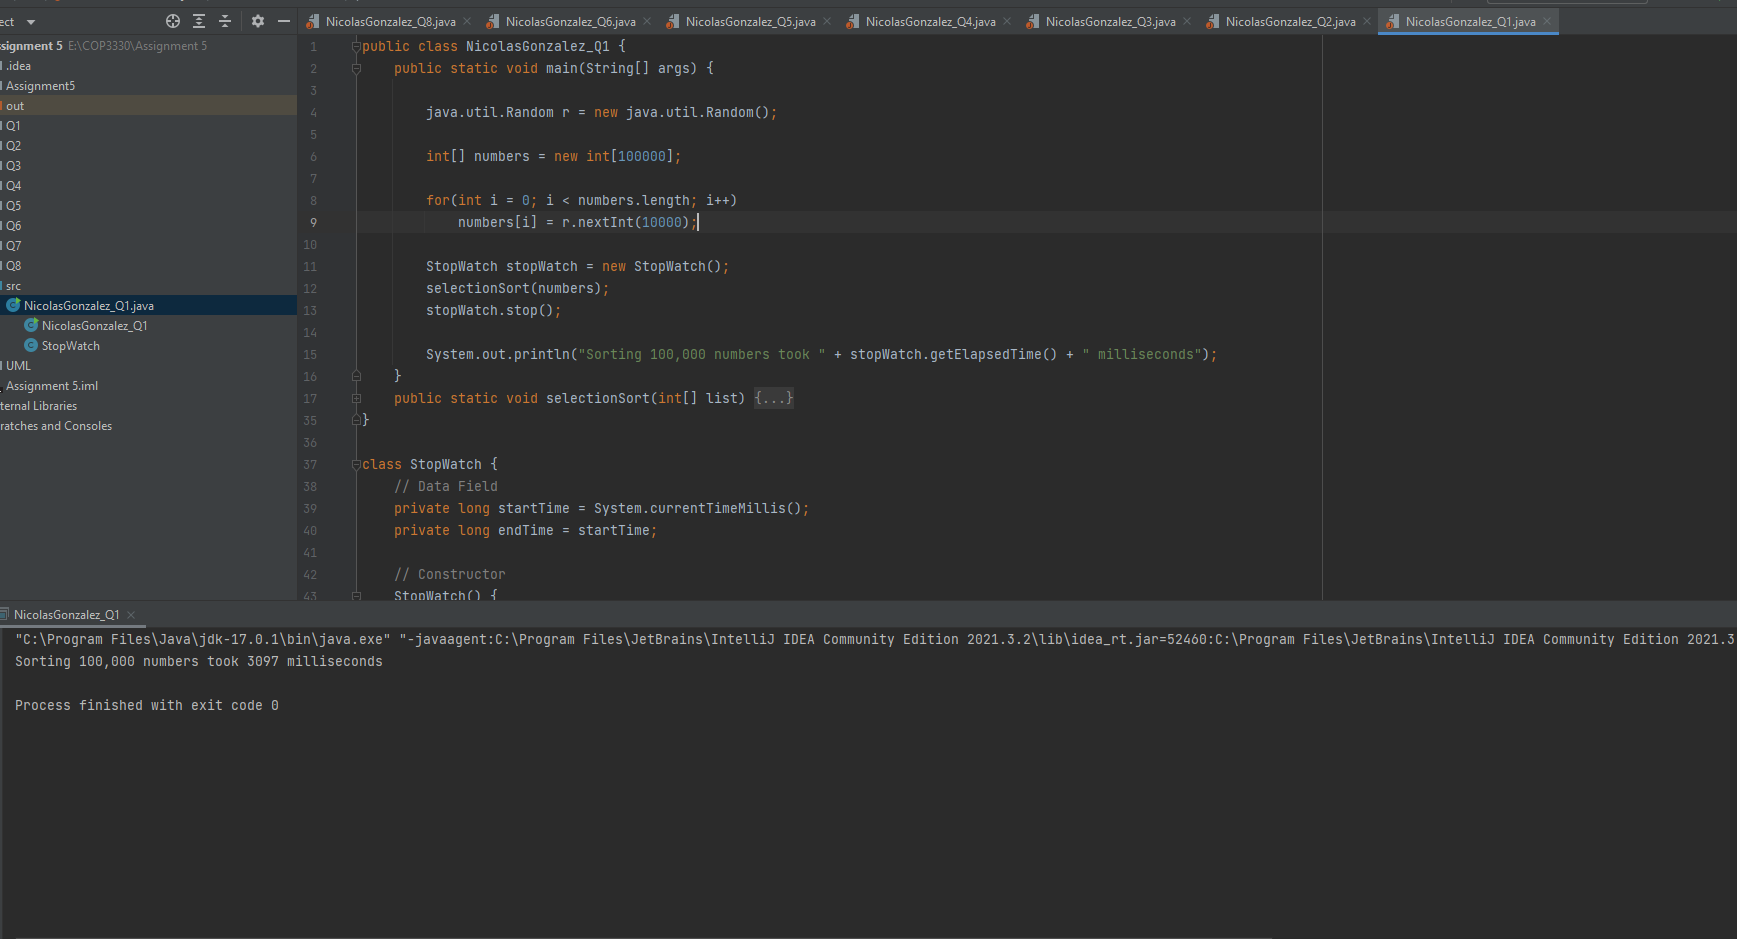 ect
NicolasGonzalez_Q8.java NicolasGonzalez_Q6.java NicolasGonzalez_Q5.java NicolasGonzalez_Q4.java NicolasGonzalez_Q3.java NicolasGonzalez_Q2.java NicolasGonzalez_Q1.java
ssignment 5 E:\COP3330\Assignment 5
.idea
Assignment5
out
Q1
Q2
Q3
Q4
Q5
Q6
Q7
Q8
src
NicolasGonzalez_Q1.java
NicolasGonzalez_Q1
StopWatch
UML
Assignment 5.iml
ternal Libraries
ratches and Consoles
1 public class NicolasGonzalez_Q1 {
2 public static void main(String[] args) {
3
4 java.util.Random r = new java.util.Random();
5
6 int[] numbers = new int[100000];
7
8 for(int i = 0; i < numbers.length; i++)
9 numbers[i] = r.nextInt(10000);
10
11 StopWatch stopWatch = new StopWatch();
12 selectionSort(numbers);
13 stopWatch.stop();
14
15 System.out.println("Sorting 100,000 numbers took " + stopWatch.getElapsedTime() + " milliseconds");
16 }
17 public static void selectionSort(int[] list) {...}
35 }
36
37 class StopWatch {
38 // Data Field
39 private long startTime = System.currentTimeMillis();
40 private long endTime = startTime;
41
42 // Constructor
43 StopWatch() {
NicolasGonzalez_Q1
"C:\Program Files\Java\jdk-17.0.1\bin\java.exe" "-javaagent:C:\Program Files\JetBrains\IntelliJ IDEA Community Edition 2021.3.2\lib\idea_rt.jar=52460:C:\Program Files\JetBrains\IntelliJ IDEA Community Edition 2021.3
Sorting 100,000 numbers took 3097 milliseconds
Process finished with exit code 0